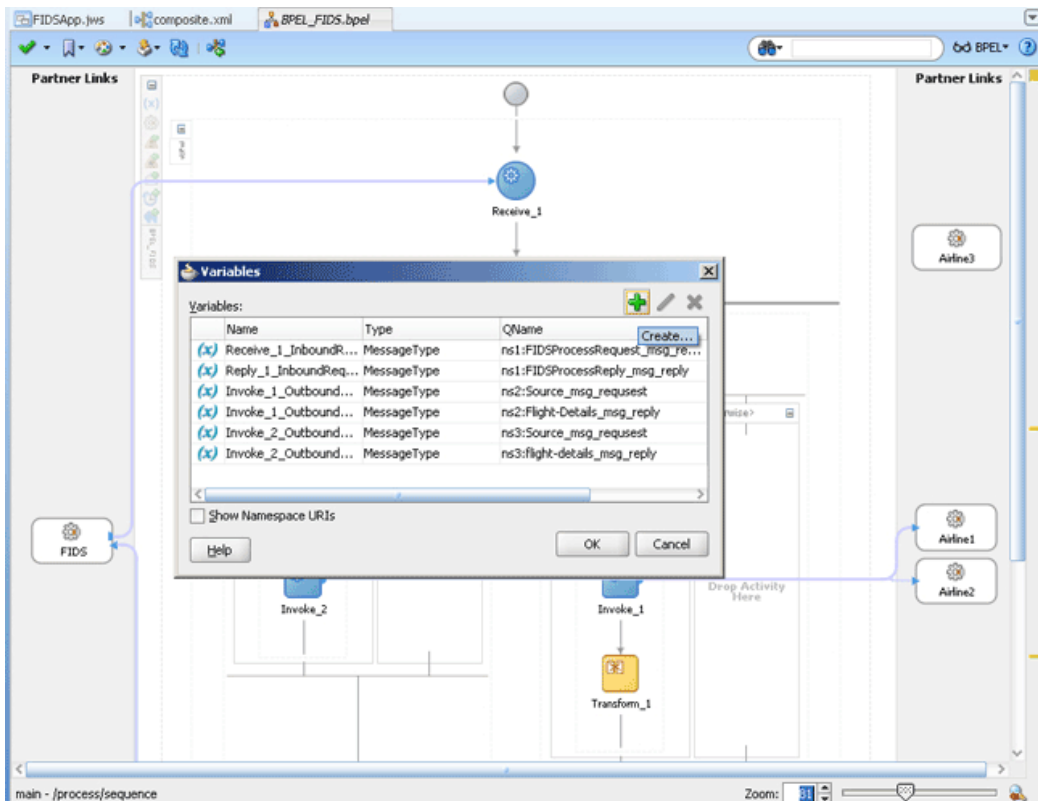 FIDSApp.jws composite.xml BPEL_FIDS.bpel
BPEL
Partner Links Partner Links
Receive_1
Airline3
BPEL_FIDS
Variables
Variables:
Create...
Name Type QName
(x) Receive_1_InboundR... MessageType ns1:FIDSProcessRequest_msg_re...
(x) Reply_1_InboundReq... MessageType ns1:FIDSProcessReply_msg_reply
(x) Invoke_1_Outbound... MessageType ns2:Source_msg_requsest
(x) Invoke_1_Outbound... MessageType ns2:Flight-Details_msg_reply
(x) Invoke_2_Outbound... MessageType ns3:Source_msg_requsest
(x) Invoke_2_Outbound... MessageType ns3:flight-details_msg_reply
wise>
Show Namespace URIs
Help OK Cancel
FIDS
Airline1
Airline2
Drop Activity
Here
Invoke_2 Invoke_1
Transform_1
main - /process/sequence Zoom: 81